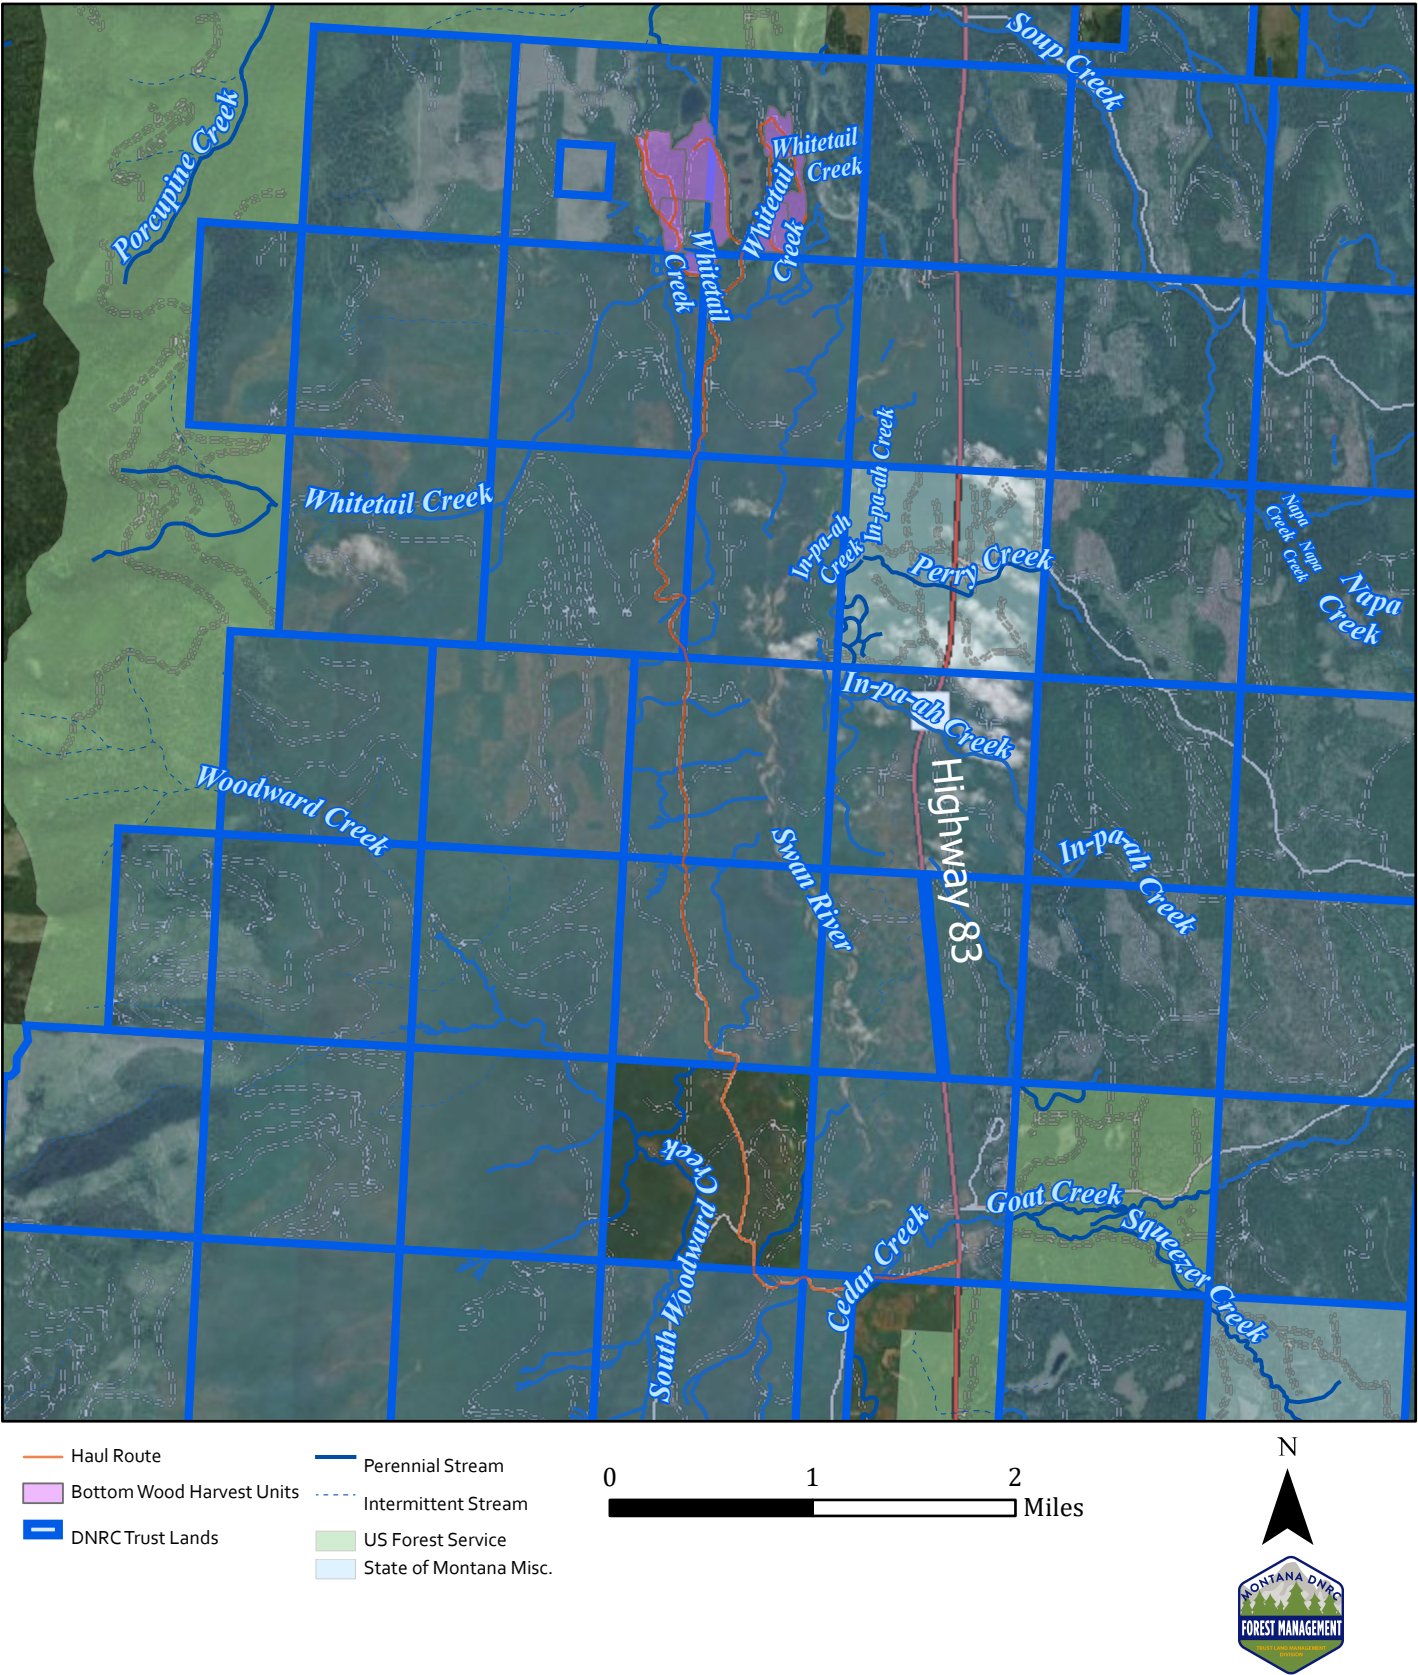 Soup Creek
Porcupine Creek
Whitetail
Creek
Whitetail
Creek
Whitetail
Creek
Whitetail Creek
In-pa-ah Creek
In-pa-ah
Creek
Perry Creek
Napa
Creek
Napa
Creek
Napa
Creek
In-pa-ah Creek
Highway 83
Woodward Creek
Swan River
In-pa-ah Creek
South Woodward Creek
Goat Creek
Squeezer Creek
Cedar Creek
Haul Route
Bottom Wood Harvest Units
DNRC Trust Lands
Perennial Stream
Intermittent Stream
US Forest Service
State of Montana Misc.
0 1 2
Miles
N
MONTANA DNRC
FOREST MANAGEMENT
TRUST LAND MANAGEMENT
DIVISION